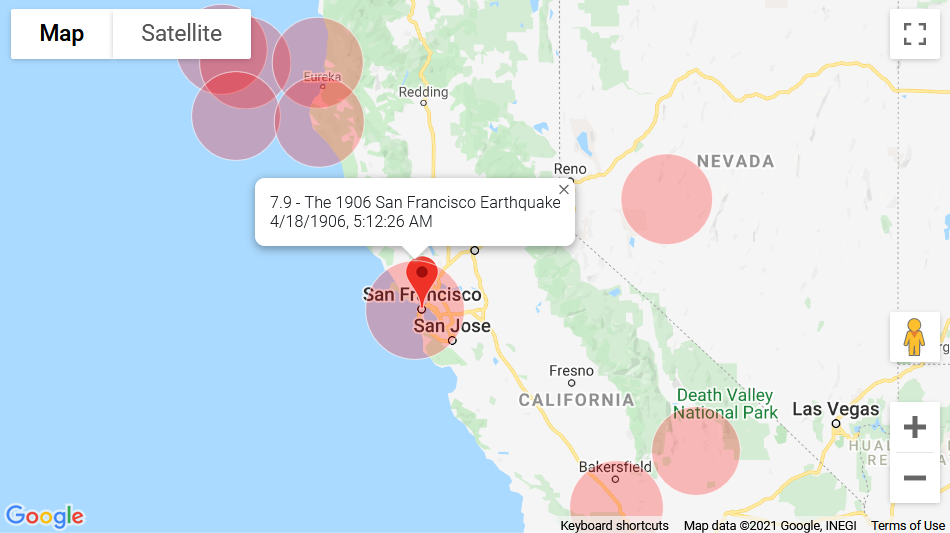 Map
Satellite
Eureka
Redding
Reno
NEVADA
7.9 - The 1906 San Francisco Earthquake
4/18/1906, 5:12:26 AM
San Francisco
San Jose
Fresno
CALIFORNIA
Death Valley
National Park
Las Vegas
Bakersfield
Google
Keyboard shortcuts
Map data ©2021 Google, INEGI
Terms of Use